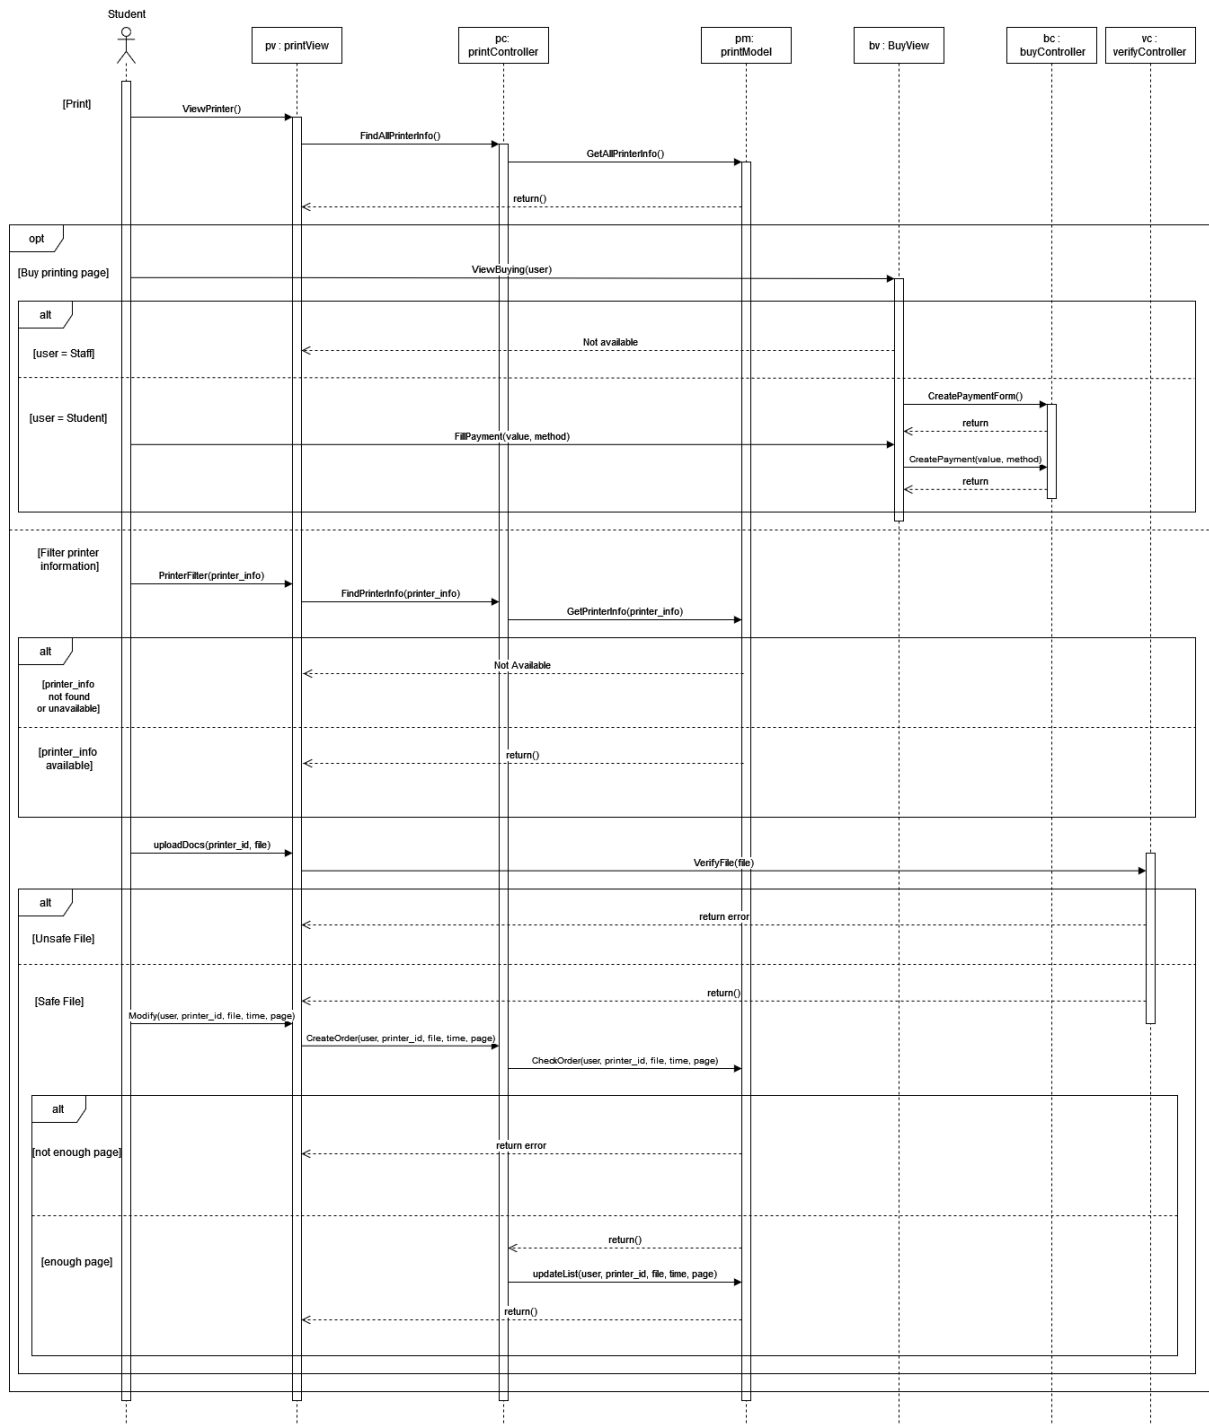 Student
pv : printView
pc:
printController
pm:
printModel
bv : BuyView
bc :
buyController
vc :
verifyController
[Print]
ViewPrinter()
FindAllPrinterInfo()
GetAllPrinterInfo()
return()
opt
[Buy printing page]
ViewBuying(user)
alt
[user = Staff]
Not available
[user = Student]
CreatePaymentForm()
return
FillPayment(value, method)
CreatePayment(value, method)
return
[Filter printer
information]
PrinterFilter(printer_info)
FindPrinterInfo(printer_info)
GetPrinterInfo(printer_info)
alt
Not Available
[printer_info
not found
or unavailable]
[printer_info
available]
return()
uploadDocs(printer_id, file)
VerifyFile(file)
alt
return error
[Unsafe File]
[Safe File]
return()
Modify(user, printer_id, file, time, page)
CreateOrder(user, printer_id, file, time, page)
CheckOrder(user, printer_id, file, time, page)
alt
[not enough page]
return error
return()
[enough page]
updateList(user, printer_id, file, time, page)
return()